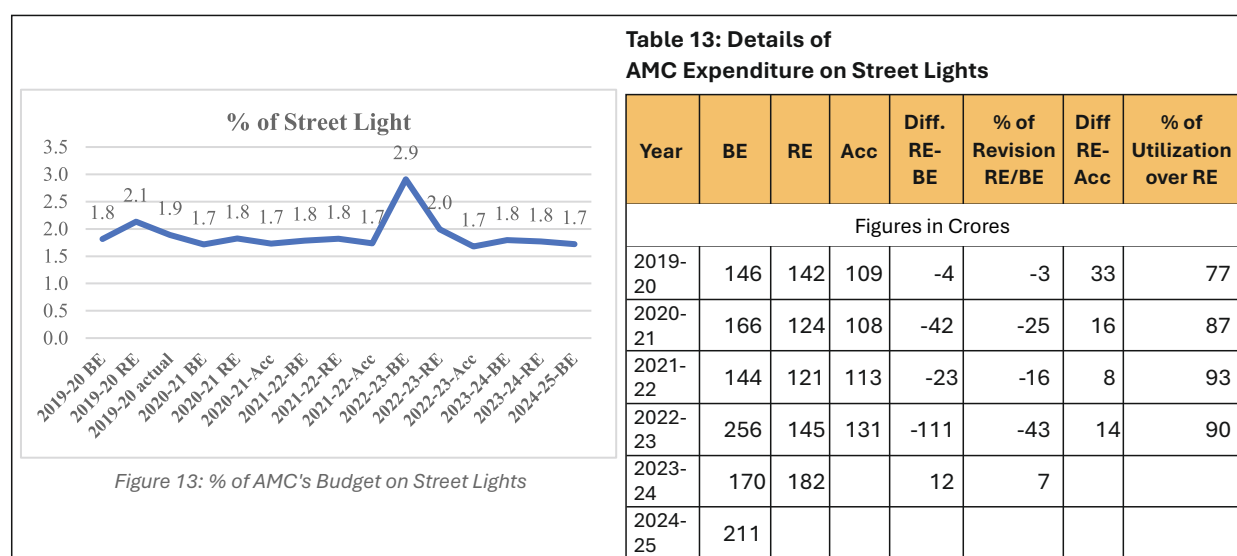 Table 13: Details of
AMC Expenditure on Street Lights
% of Street Light
3.5
3.0
2.5
2.0
1.5
1.0
0.5
0.0
1.8 2.1 1.9 1.7 1.8 1.7 1.8 1.8 1.7 2.9 2.0 1.7 1.8 1.8 1.7
2019-20 BE
2019-20 RE
2019-20 actual
2020-21 BE
2020-21 RE
2020-21-Acc
2021-22-BE
2021-22-RE
2021-22-Acc
2022-23-BE
2022-23-RE
2022-23-Acc
2023-24-BE
2023-24-RE
2024-25-BE
Figure 13: % of AMC's Budget on Street Lights
Year BE RE Acc Diff. RE-BE % of Revision RE/BE Diff RE-Acc % of Utilization over RE
Figures in Crores
2019-20 146 142 109 -4 -3 33 77
2020-21 166 124 108 -42 -25 16 87
2021-22 144 121 113 -23 -16 8 93
2022-23 256 145 131 -111 -43 14 90
2023-24 170 182 12 7
2024-25 211